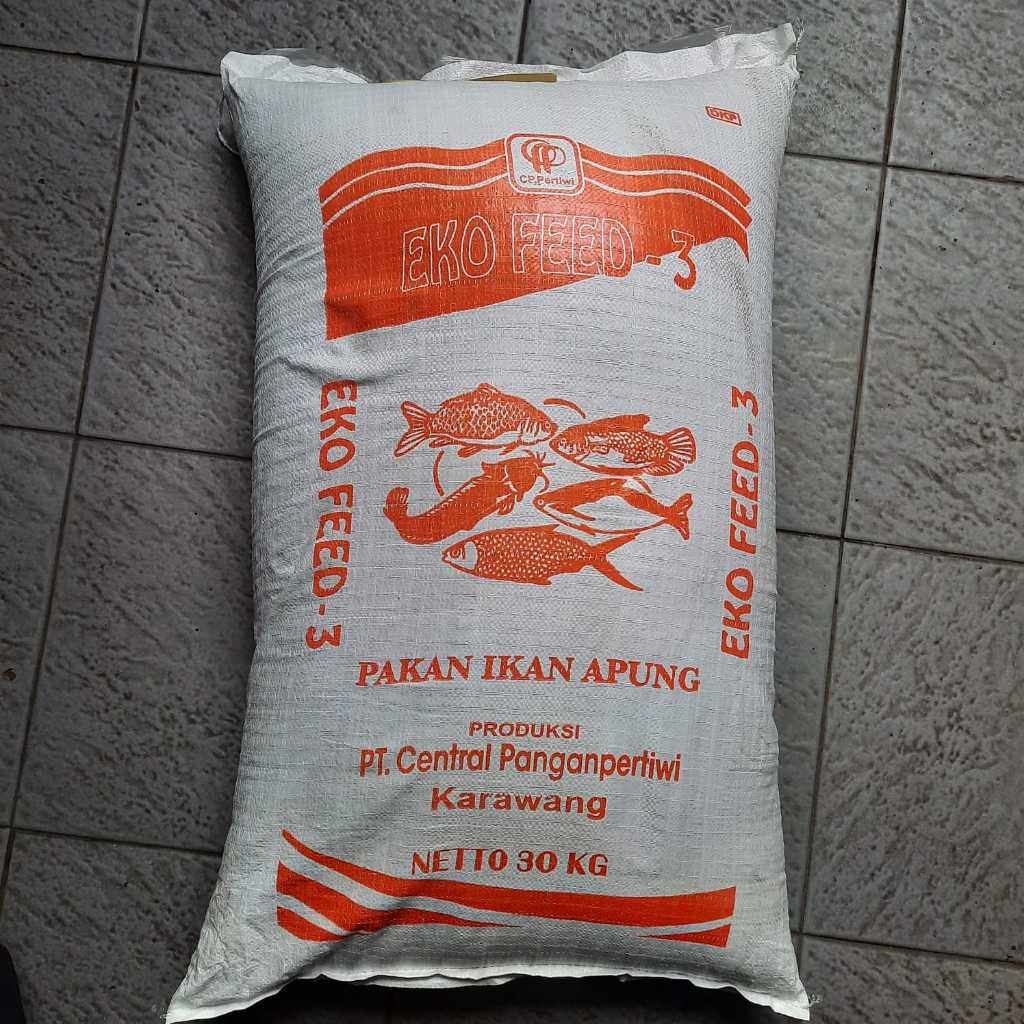 DKP
CP.Pertiwi
EKO FEED - 3
EKO FEED - 3
EKO FEED - 3
PAKAN IKAN APUNG
PRODUKSI
PT. Central Panganpertiwi
Karawang
NETTO 30 KG